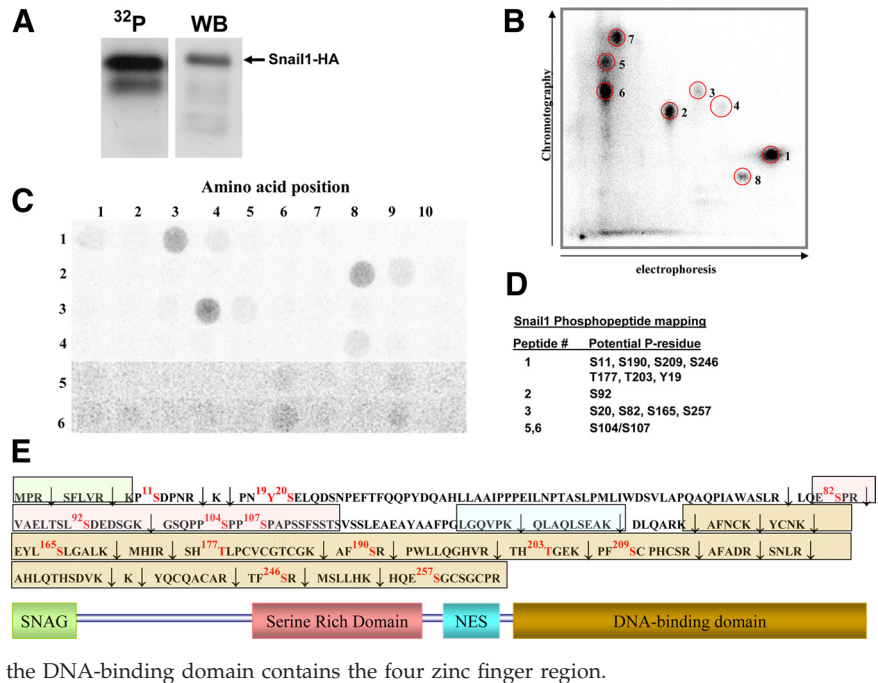 A
32P WB
Snail1-HA
B
Chromotography
7
5
6
3
4
2
1
8
electrophoresis
C
Amino acid position
1 2 3 4 5 6 7 8 9 10
1
2
3
4
5
6
D
Snail1 Phosphopeptide mapping
Peptide # Potential P-residue
1 S11, S190, S209, S246
T177, T203, Y19
2 S92
3 S20, S82, S165, S257
5,6 S104/S107
E
MPR↓ SFLVR ↓ KP11SDPNR ↓ K ↓ PN19Y20SELQDSNPEFTFQQPYDQAHLLAAIPPPEILNPTASLPMLIWDSVLAPQAQPIAWASLR ↓ LQE82SPR ↓
VAELTSL92SDEDSGK ↓ GSQPP104SPP107SPAPSSFSSTSVSSLEAEAYAAFPGLGQVPK ↓ QLAQLSEAK ↓ DLQARK ↓ AFNCK ↓ YCNK ↓
EYL165SLGALK ↓ MHIR ↓ SH177TLPCVCGTCGK ↓ AF190SR ↓ PWLLQGHVR ↓ TH203TGEK ↓ PF209SCPHCSR ↓ AFADR ↓ SNLR ↓
AHLQTHSDVK ↓ K ↓ YQCQACAR ↓ TF246SR ↓ MSLLHK ↓ HQE257SGCSGCPR
SNAG Serine Rich Domain NES DNA-binding domain
the DNA-binding domain contains the four zinc finger region.